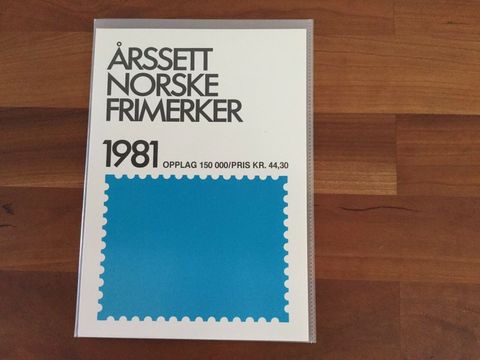 ÅRSSETT
NORSKE
FRIMERKER
1981 OPPLAG 150 000/PRIS KR. 44,30